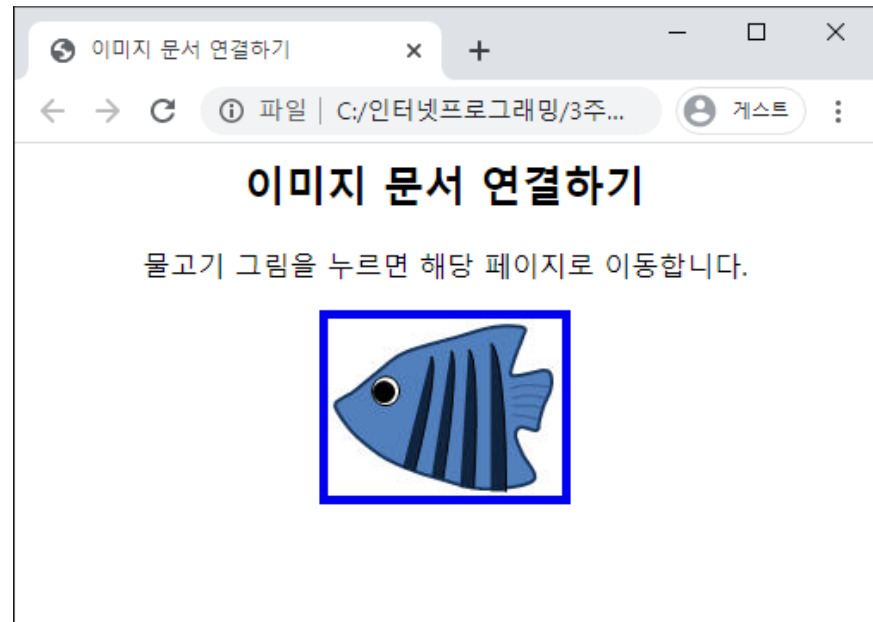 이미지 문서 연결하기
파일 | C:/인터넷프로그래밍/3주...
게스트
이미지 문서 연결하기
물고기 그림을 누르면 해당 페이지로 이동합니다.